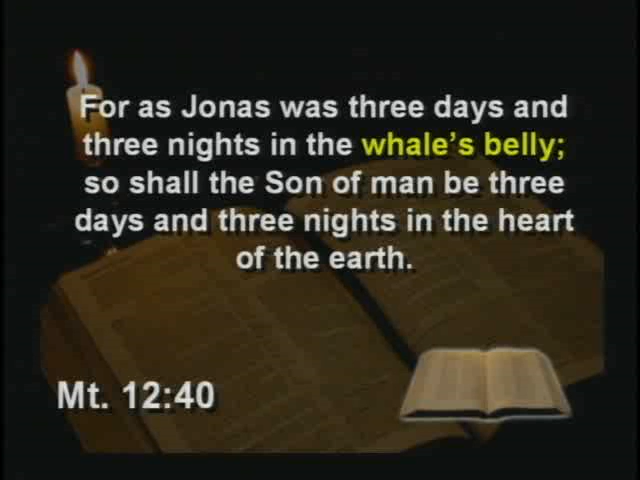 For as Jonas was three days and
three nights in the whale's belly;
so shall the Son of man be three
days and three nights in the heart
of the earth.
Mt. 12:40